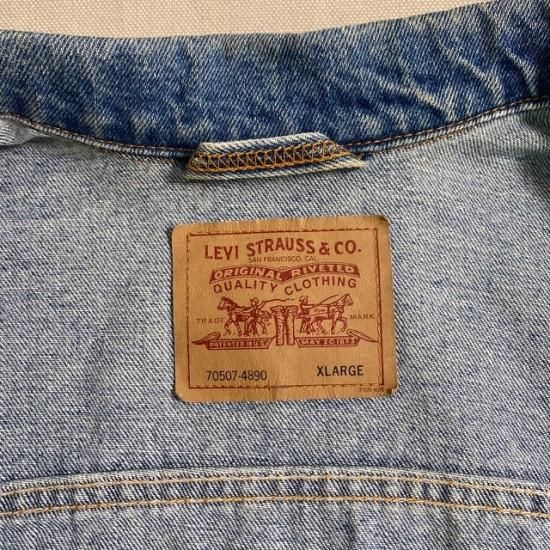 LEVI STRAUSS & CO.
SAN FRANCISCO, CAL.
ORIGINAL RIVETED
QUALITY CLOTHING
TRADE MARK
PATENTED IN U.S. MAY 20 1873
70507-4890 XLARGE